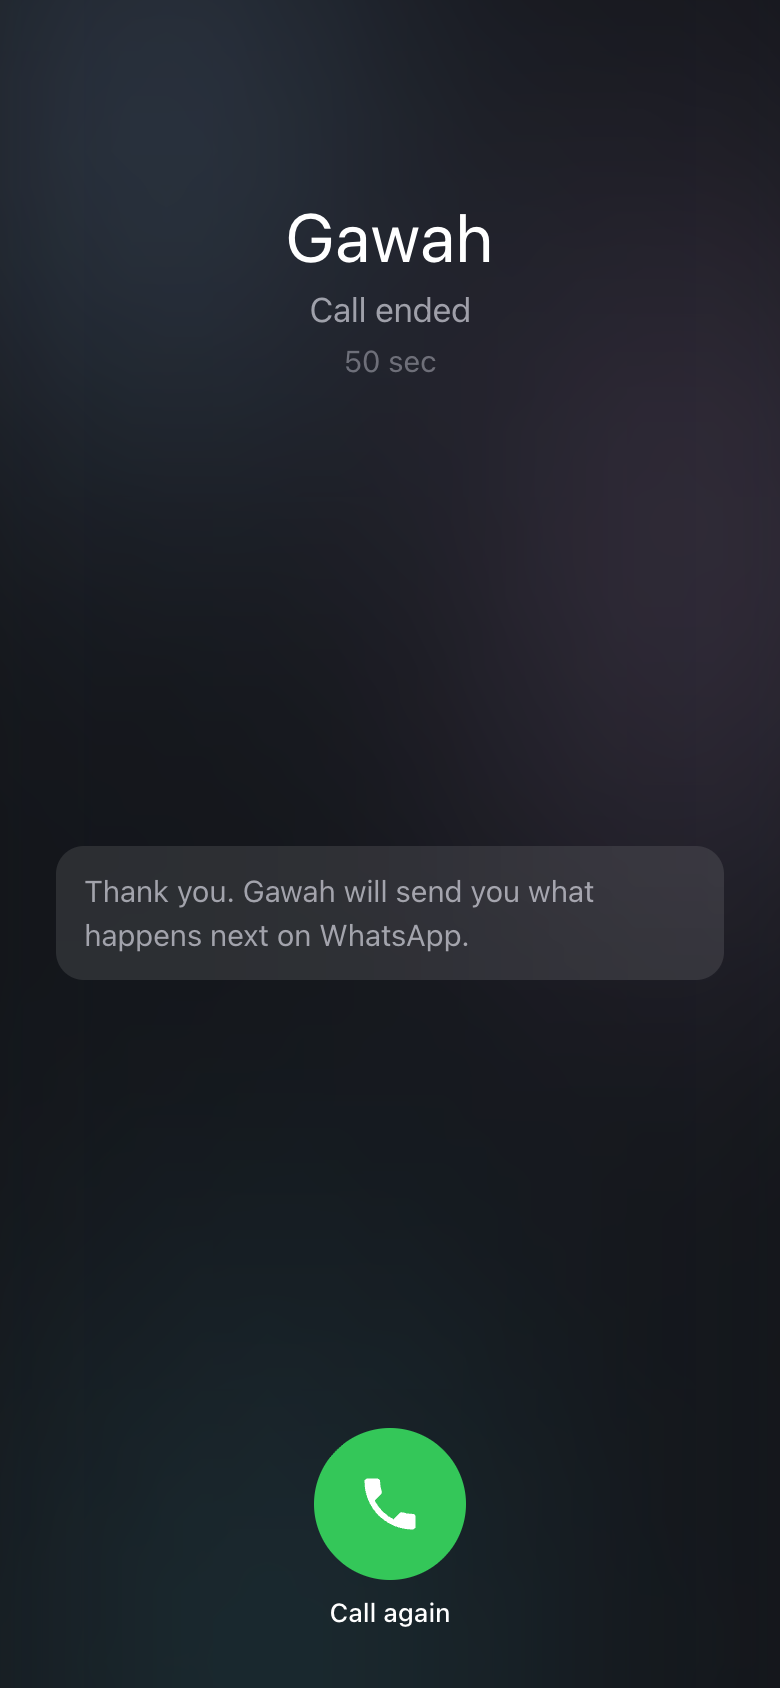 Gawah
Call ended
50 sec
Thank you. Gawah will send you what
happens next on WhatsApp.
Call again